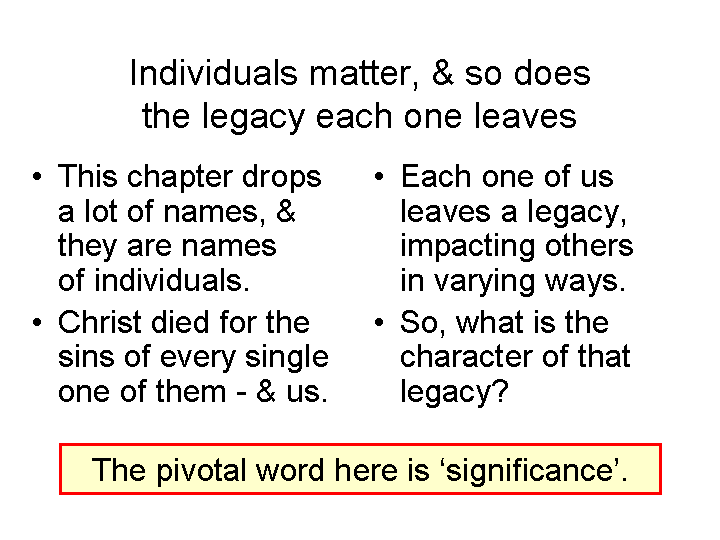 Individuals matter, & so does
the legacy each one leaves
• This chapter drops
a lot of names, &
they are names
of individuals.
• Christ died for the
sins of every single
one of them - & us.
• Each one of us
leaves a legacy,
impacting others
in varying ways.
• So, what is the
character of that
legacy?
The pivotal word here is ‘significance’.